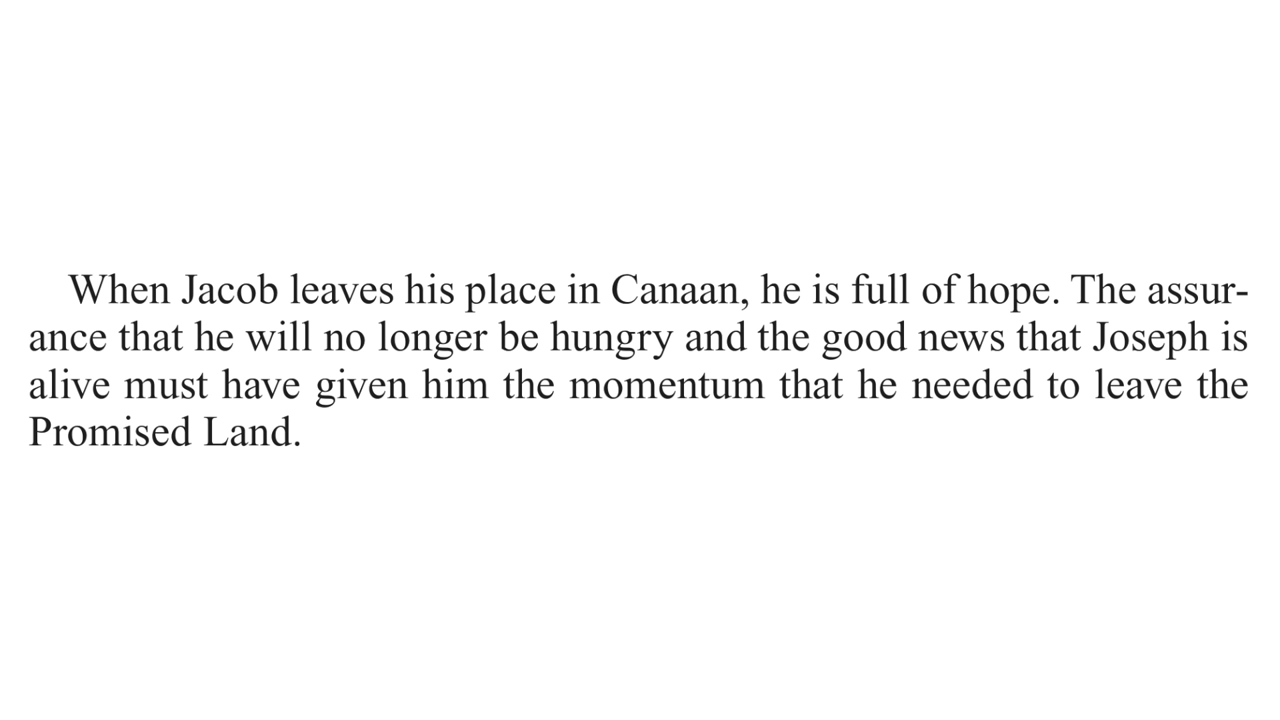 When Jacob leaves his place in Canaan, he is full of hope. The assur-
ance that he will no longer be hungry and the good news that Joseph is
alive must have given him the momentum that he needed to leave the
Promised Land.